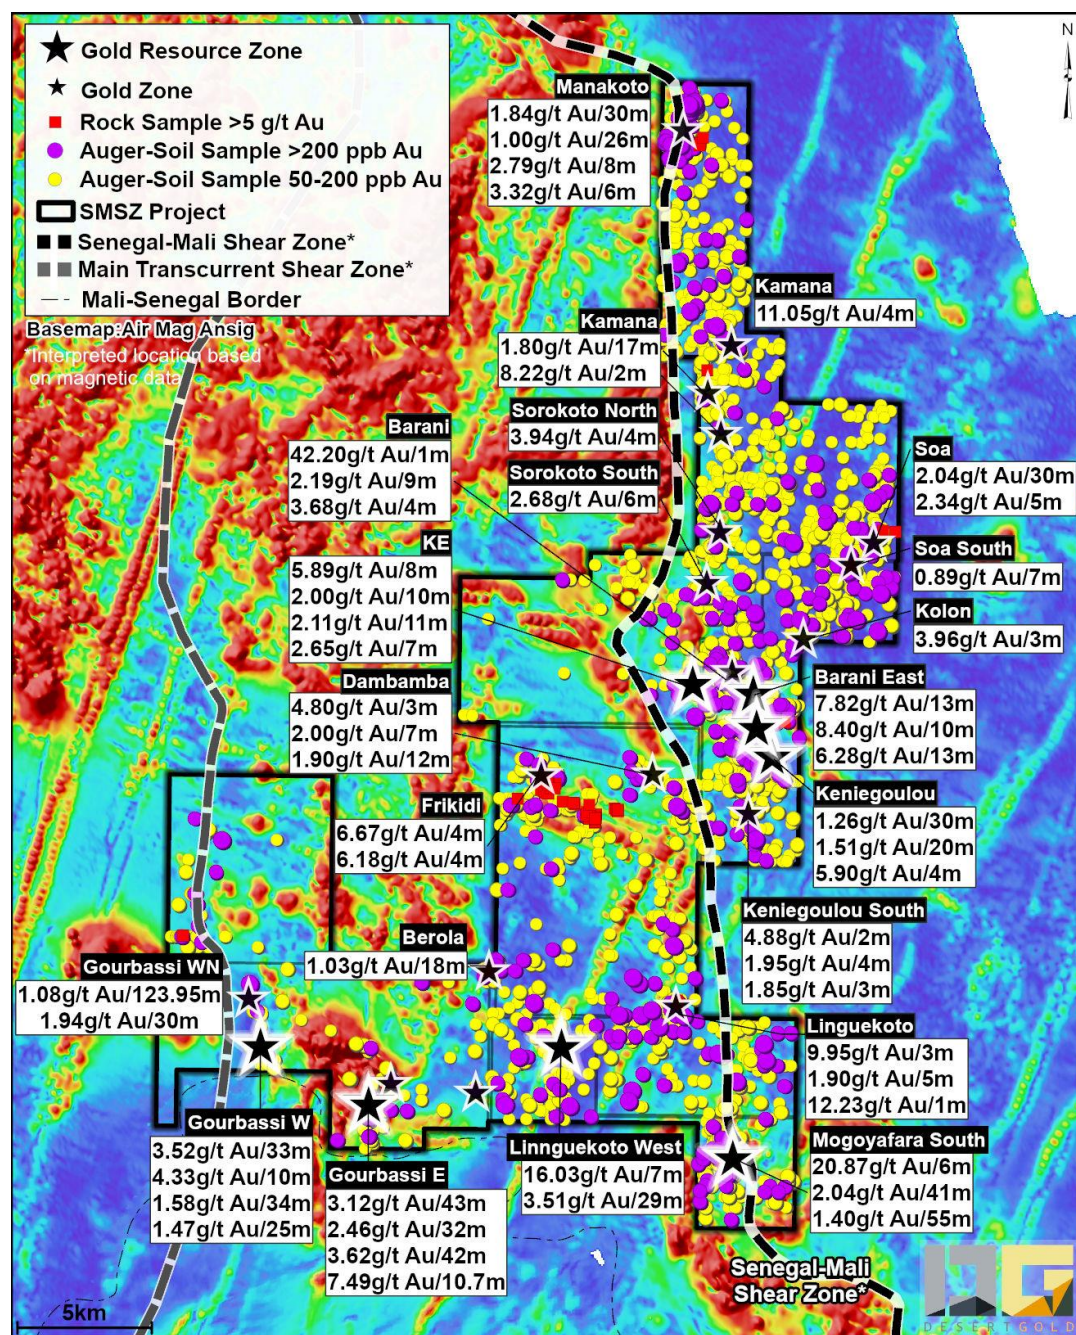 Gold Resource Zone
Gold Zone
Rock Sample >5 g/t Au
Auger-Soil Sample >200 ppb Au
Auger-Soil Sample 50-200 ppb Au
SMSZ Project
Senegal-Mali Shear Zone*
Main Transcurrent Shear Zone*
Mali-Senegal Border
Basemap:Air Mag Ansig
*Interpreted location based
on magnetic data
N
Manakoto
1.84g/t Au/30m
1.00g/t Au/26m
2.79g/t Au/8m
3.32g/t Au/6m
Kamana
11.05g/t Au/4m
Kamana
1.80g/t Au/17m
8.22g/t Au/2m
Sorokoto North
3.94g/t Au/4m
Sorokoto South
2.68g/t Au/6m
Barani
42.20g/t Au/1m
2.19g/t Au/9m
3.68g/t Au/4m
KE
5.89g/t Au/8m
2.00g/t Au/10m
2.11g/t Au/11m
2.65g/t Au/7m
Dambamba
4.80g/t Au/3m
2.00g/t Au/7m
1.90g/t Au/12m
Soa
2.04g/t Au/30m
2.34g/t Au/5m
Soa South
0.89g/t Au/7m
Kolon
3.96g/t Au/3m
Barani East
7.82g/t Au/13m
8.40g/t Au/10m
6.28g/t Au/13m
Keniegoulou
1.26g/t Au/30m
1.51g/t Au/20m
5.90g/t Au/4m
Frikidi
6.67g/t Au/4m
6.18g/t Au/4m
Keniegoulou South
4.88g/t Au/2m
1.95g/t Au/4m
1.85g/t Au/3m
Berola
1.03g/t Au/18m
Gourbassi WN
1.08g/t Au/123.95m
1.94g/t Au/30m
Linguekoto
9.95g/t Au/3m
1.90g/t Au/5m
12.23g/t Au/1m
Gourbassi W
3.52g/t Au/33m
4.33g/t Au/10m
1.58g/t Au/34m
1.47g/t Au/25m
Gourbassi E
3.12g/t Au/43m
2.46g/t Au/32m
3.62g/t Au/42m
7.49g/t Au/10.7m
Linnguekoto West
16.03g/t Au/7m
3.51g/t Au/29m
Mogoyafara South
20.87g/t Au/6m
2.04g/t Au/41m
1.40g/t Au/55m
Senegal-Mali
Shear Zone*
5km
DG
DESERTGOLD